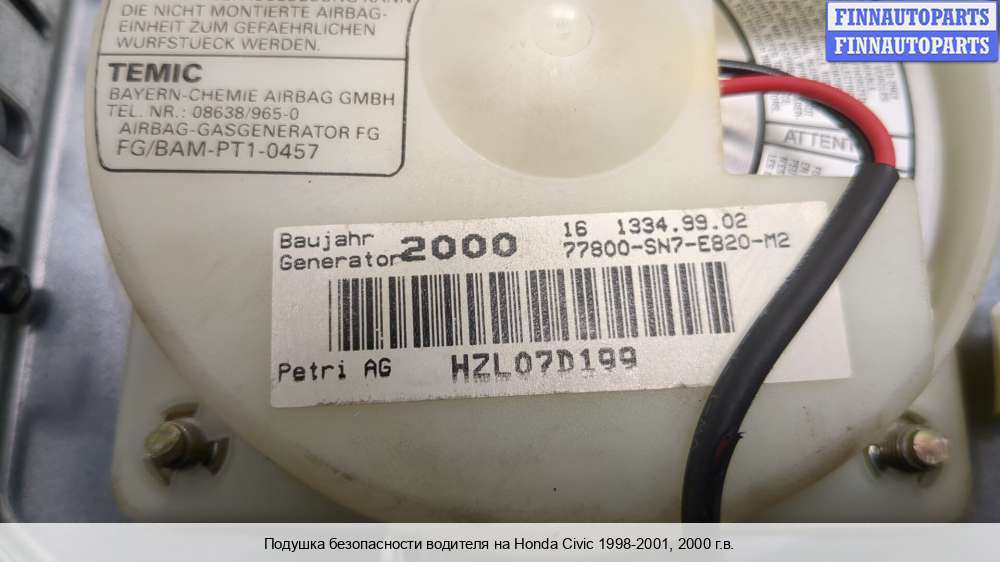 DIE NICHT MONTIERTE AIRBAG-
EINHEIT ZUM GEFAEHRLICHEN
WURFSTUECK WERDEN.
TEMIC
BAYERN-CHEMIE AIRBAG GMBH
TEL. NR.: 08638/965-0
AIRBAG-GASGENERATOR FG
FG/BAM-PT1-0457
ATTENT
FINNAUTOPARTS
FINNAUTOPARTS
Baujahr
Generator 2000
16 1334.99.02
77800-SN7-E820-M2
Petri AG HZL07D199
Подушка безопасности водителя на Honda Civic 1998-2001, 2000 г.в.